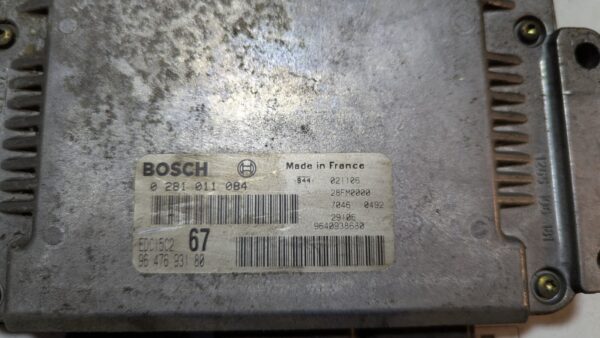 BOSCH
Made in France
0 281 011 084
944 021106
28FM0000
7046 0492
29106
9640938680
EDC15C2 67
96 476 931 80